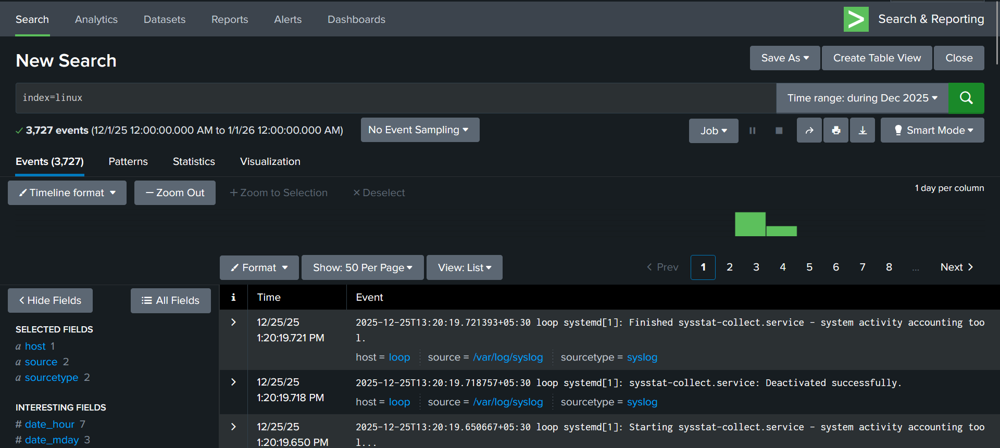 Search Analytics Datasets Reports Alerts Dashboards
Search & Reporting
New Search
Save As Create Table View Close
index=linux
Time range: during Dec 2025
3,727 events (12/1/25 12:00:00.000 AM to 1/1/26 12:00:00.000 AM)
No Event Sampling
Job
Smart Mode
Events (3,727) Patterns Statistics Visualization
Timeline format — Zoom Out + Zoom to Selection × Deselect
1 day per column
Format Show: 50 Per Page View: List
< Prev 1 2 3 4 5 6 7 8 ... Next >
< Hide Fields All Fields
SELECTED FIELDS
a host 1
a source 2
a sourcetype 2
INTERESTING FIELDS
# date_hour 7
# date_mday 3
i Time Event
> 12/25/25
1:20:19.721 PM
2025-12-25T13:20:19.721393+05:30 loop systemd[1]: Finished sysstat-collect.service - system activity accounting too
l.
host = loop source = /var/log/syslog sourcetype = syslog
> 12/25/25
1:20:19.718 PM
2025-12-25T13:20:19.718757+05:30 loop systemd[1]: sysstat-collect.service: Deactivated successfully.
host = loop source = /var/log/syslog sourcetype = syslog
> 12/25/25
1:20:19.650 PM
2025-12-25T13:20:19.650667+05:30 loop systemd[1]: Starting sysstat-collect.service - system activity accounting too
l...